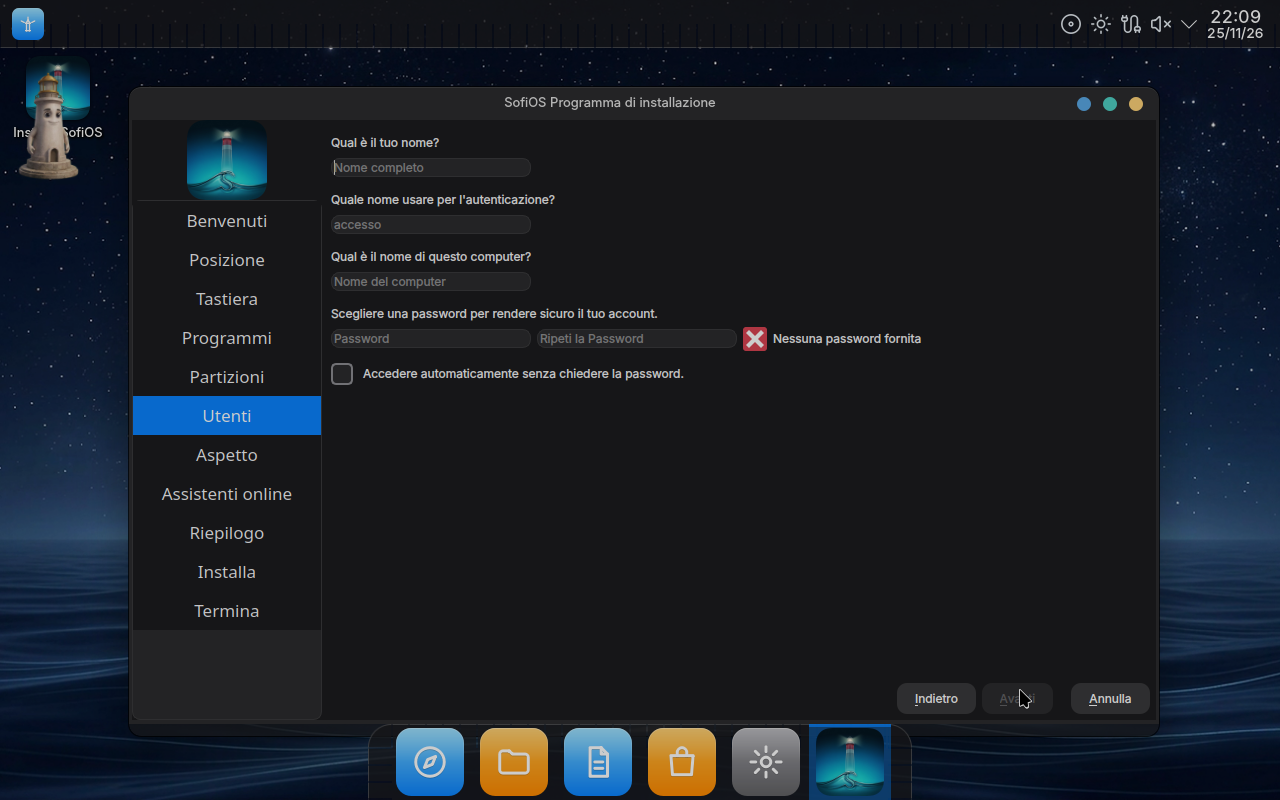 22:09
25/11/26
SofiOS Programma di installazione
SofiOS
Benvenuti
Posizione
Tastiera
Programmi
Partizioni
Utenti
Aspetto
Assistenti online
Riepilogo
Installa
Termina
Qual è il tuo nome?
Nome completo
Quale nome usare per l'autenticazione?
accesso
Qual è il nome di questo computer?
Nome del computer
Scegliere una password per rendere sicuro il tuo account.
Password
Ripeti la Password
Nessuna password fornita
Accedere automaticamente senza chiedere la password.
Indietro
Annulla